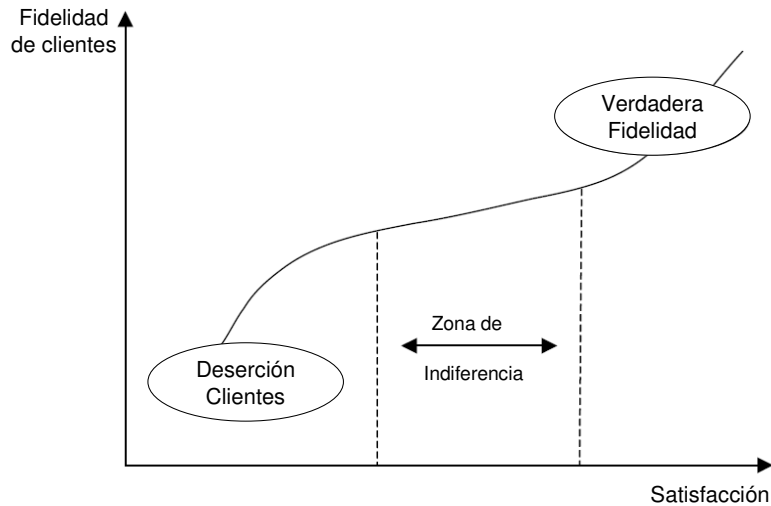 Fidelidad
de clientes
Verdadera
Fidelidad
Zona de
Indiferencia
Deserción
Clientes
Satisfacción